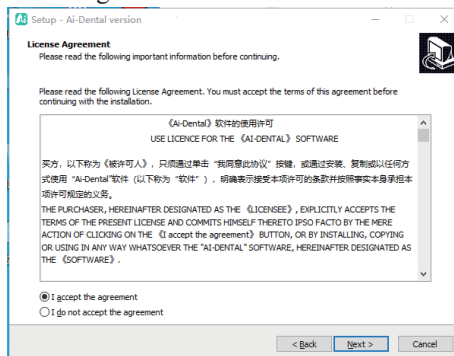 Setup - Ai-Dental version
License Agreement
Please read the following important information before continuing.
Please read the following License Agreement. You must accept the terms of this agreement before
continuing with the installation.
《Ai-Dental》软件的使用许可
USE LICENCE FOR THE 《AI-DENTAL》 SOFTWARE
买方，以下称为《被许可人》，只须通过单击 “我同意此协议” 按键，或通过安装、复制或以任何方
式使用 “Ai-Dental”软件（以下称为 “软件” ），明确表示接受本项许可的条款并按照事实本身承担本
项许可规定的义务。
THE PURCHASER, HEREINAFTER DESIGNATED AS THE 《LICENSEE》, EXPLICITLY ACCEPTS THE
TERMS OF THE PRESENT LICENSE AND COMMITS HIMSELF THERETO IPSO FACTO BY THE MERE
ACTION OF CLICKING ON THE 《I accept the agreement》 BUTTON, OR BY INSTALLING, COPYING
OR USING IN ANY WAY WHATSOEVER THE "AI-DENTAL" SOFTWARE, HEREINAFTER DESIGNATED AS
THE 《SOFTWARE》.
I accept the agreement
I do not accept the agreement
< Back Next > Cancel